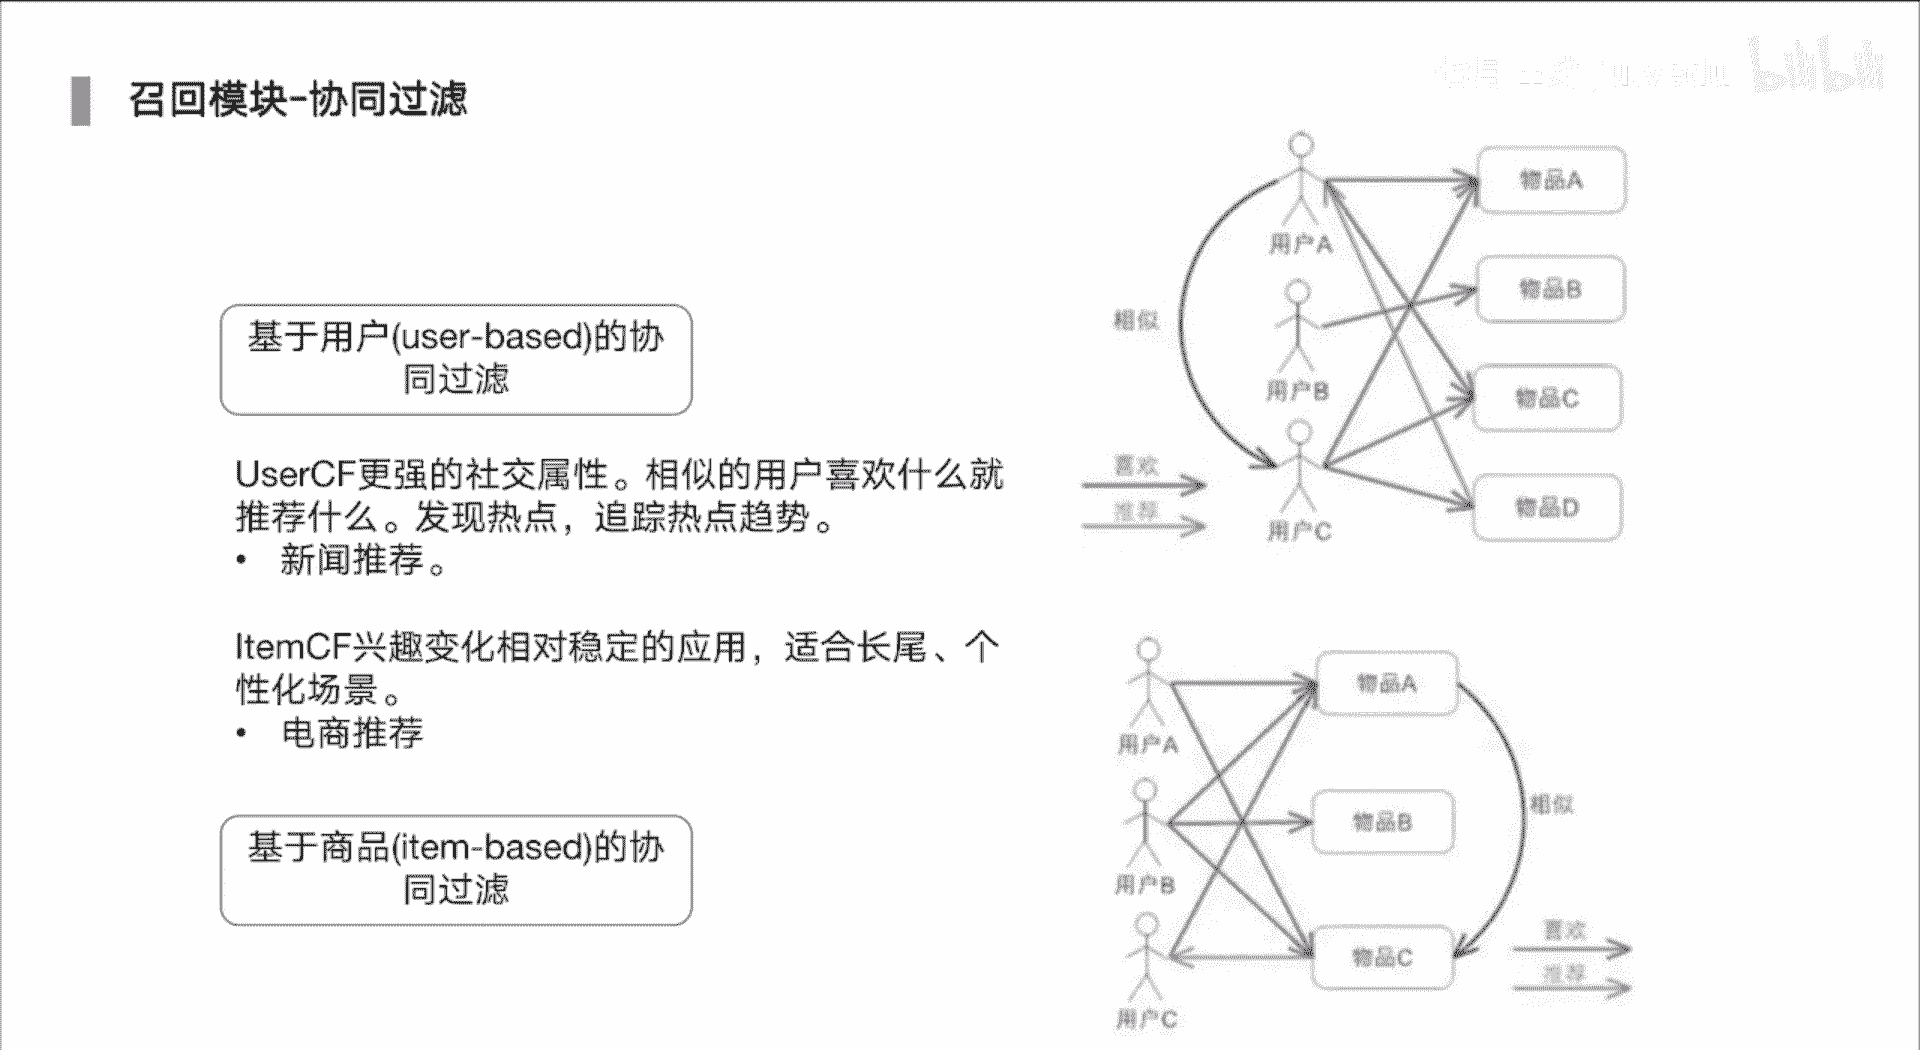 召回模块-协同过滤
bilibili
基于用户(user-based)的协
同过滤
UserCF更强的社交属性。相似的用户喜欢什么就
推荐什么。发现热点，追踪热点趋势。
• 新闻推荐。
ItemCF兴趣变化相对稳定的应用，适合长尾、个
性化场景。
• 电商推荐
基于商品(item-based)的协
同过滤
用户A
用户B
用户C
相似
喜欢
推荐
物品A
物品B
物品C
物品D
用户A
用户B
用户C
物品A
物品B
物品C
相似
喜欢
推荐